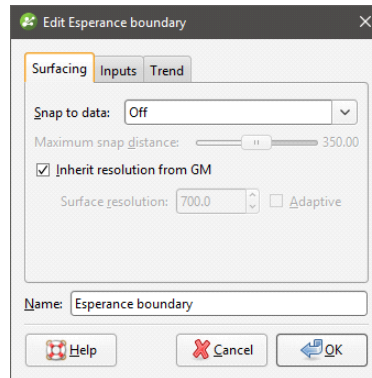 Edit Esperance boundary
Surfacing Inputs Trend
Snap to data: Off
Maximum snap distance: 350.00
Inherit resolution from GM
Surface resolution: 700.0 Adaptive
Name: Esperance boundary
Help Cancel OK